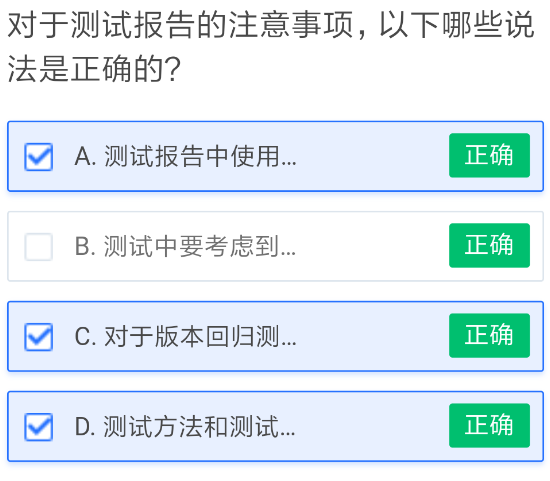 对于测试报告的注意事项，以下哪些说
法是正确的？
A. 测试报告中使用... 正确
B. 测试中要考虑到... 正确
C. 对于版本回归测... 正确
D. 测试方法和测试... 正确